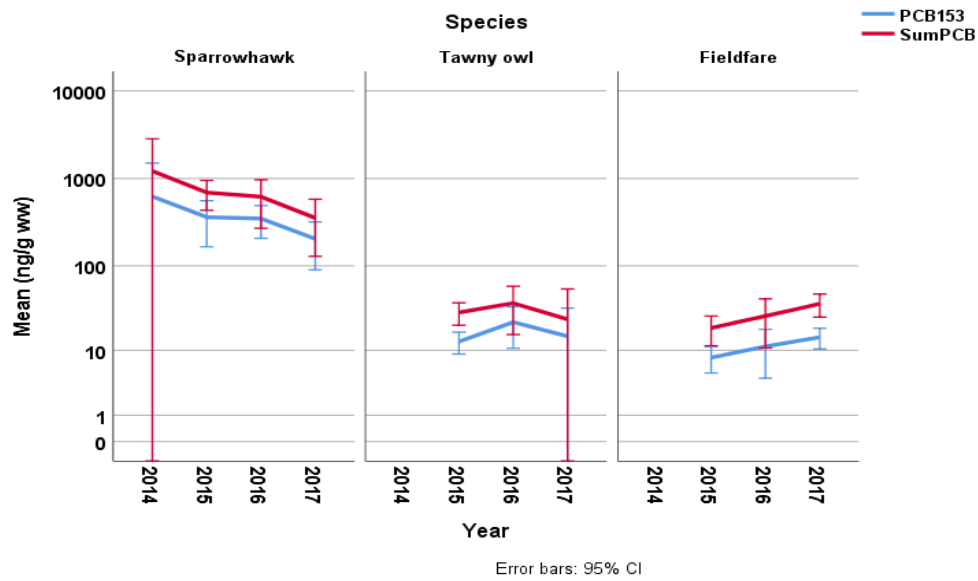 Species
PCB153
SumPCB
Sparrowhawk
Tawny owl
Fieldfare
Mean (ng/g ww)
10000
1000
100
10
1
0
2014
2015
2016
2017
2014
2015
2016
2017
2014
2015
2016
2017
Year
Error bars: 95% CI